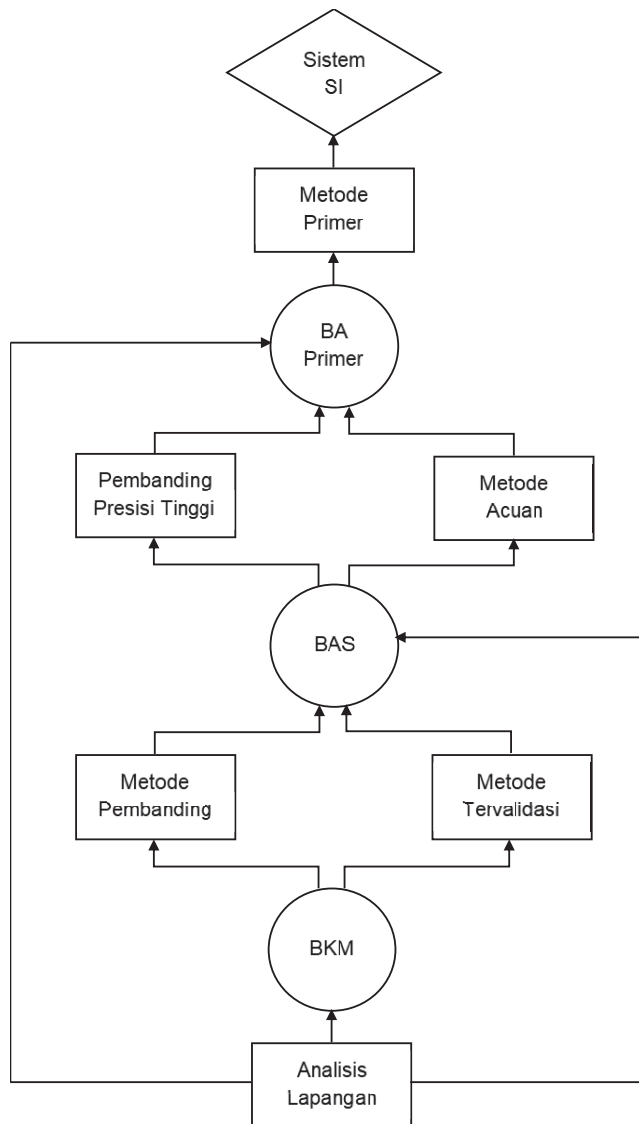 Sistem
SI
Metode
Primer
BA
Primer
Pembanding
Presisi Tinggi
Metode
Acuan
BAS
Metode
Pembanding
Metode
Tervalidasi
BKM
Analisis
Lapangan